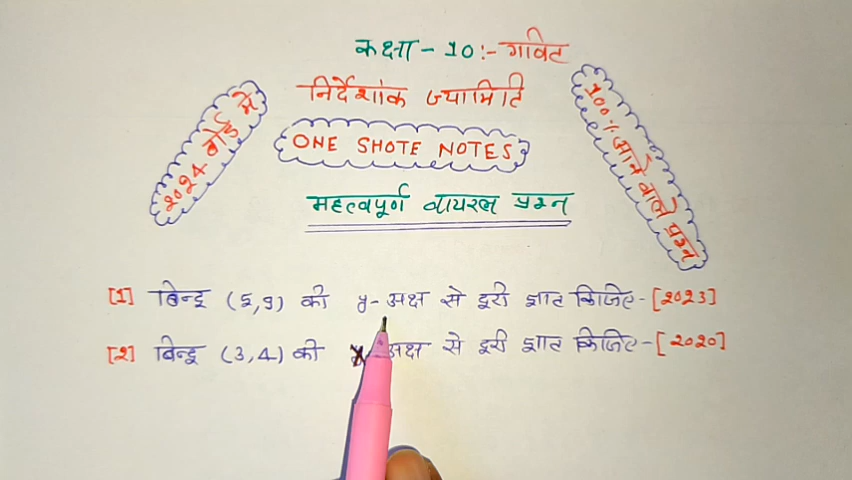 कक्षा - 10 :- गणित
निर्देशांक ज्यामिति
2024 बोर्ड में
100% आने वाले प्रश्न
ONE SHOTE NOTES
महत्वपूर्ण वायरल प्रश्न
[1] बिन्दू (5,9) की y-अक्ष से दूरी ज्ञात किजिए-[2023]
[2] बिन्दू (3,4) की x-अक्ष से दूरी ज्ञात किजिए-[2020]